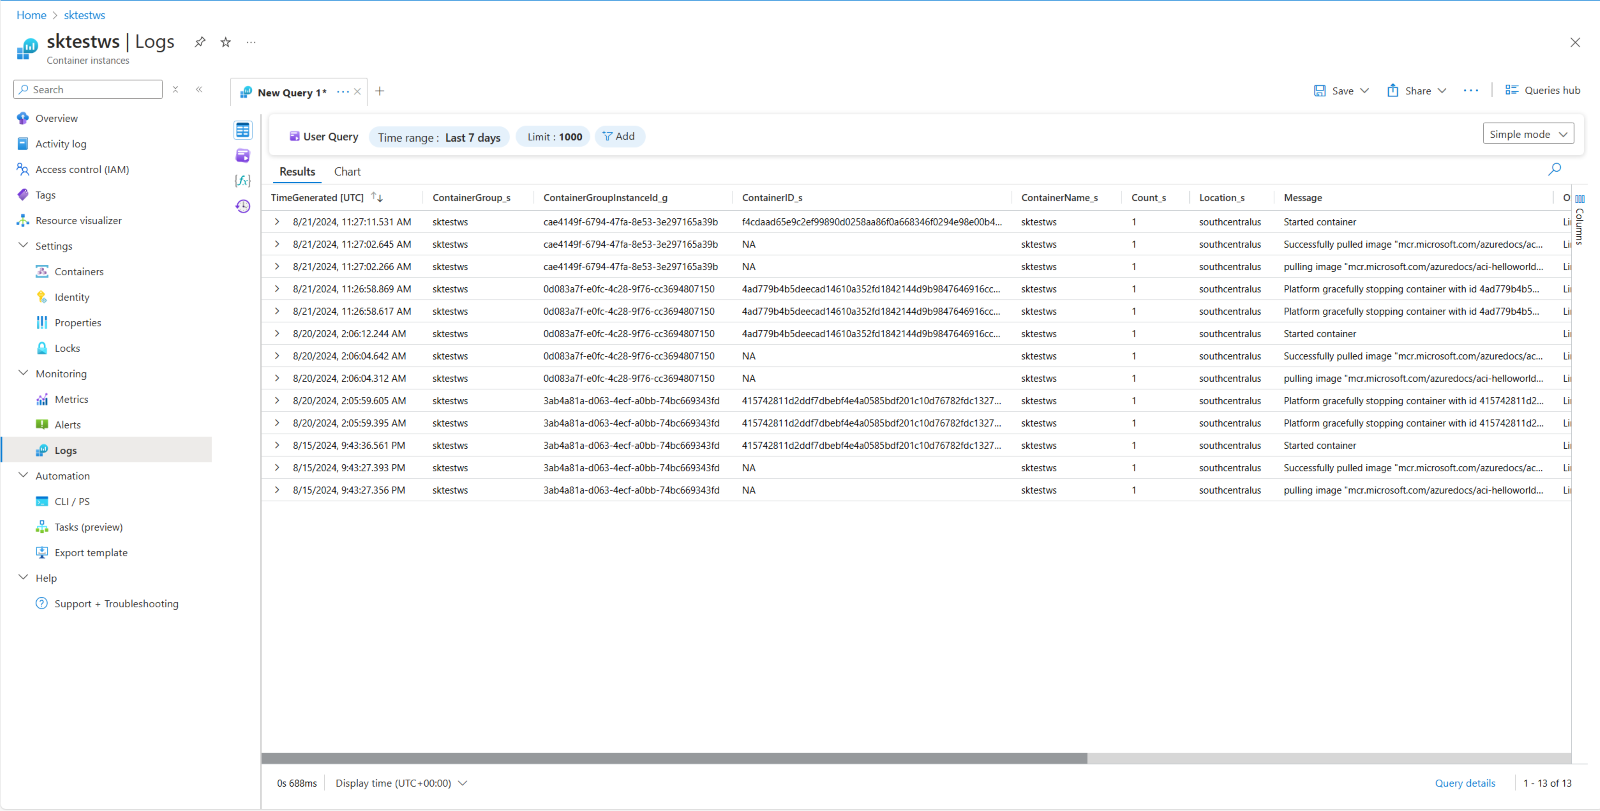 Home > sktestws
sktestws | Logs
Container instances
Search
Overview
Activity log
Access control (IAM)
Tags
Resource visualizer
Settings
Containers
Identity
Properties
Locks
Monitoring
Metrics
Alerts
Logs
Automation
CLI / PS
Tasks (preview)
Export template
Help
Support + Troubleshooting
New Query 1*
Save Share Queries hub
User Query Time range : Last 7 days Limit : 1000 Add Simple mode
Results Chart
TimeGenerated [UTC] ContainerGroup_s ContainerGroupInstanceId_g ContainerID_s ContainerName_s Count_s Location_s Message
8/21/2024, 11:27:11.531 AM sktestws cae4149f-6794-47fa-8e53-3e297165a39b f4cdaad65e9c2ef99890d0258aa86f0a668346f0294e98e00b4... sktestws 1 southcentralus Started container Li
8/21/2024, 11:27:02.645 AM sktestws cae4149f-6794-47fa-8e53-3e297165a39b NA sktestws 1 southcentralus Successfully pulled image "mcr.microsoft.com/azuredocs/ac... Li
8/21/2024, 11:27:02.266 AM sktestws cae4149f-6794-47fa-8e53-3e297165a39b NA sktestws 1 southcentralus pulling image "mcr.microsoft.com/azuredocs/aci-helloworld... Li
8/21/2024, 11:26:58.869 AM sktestws 0d083a7f-e0fc-4c28-9f76-cc3694807150 4ad779b4b5deecad14610a352fd1842144d9b9847646916cc... sktestws 1 southcentralus Platform gracefully stopping container with id 4ad779b4b5... Li
8/21/2024, 11:26:58.617 AM sktestws 0d083a7f-e0fc-4c28-9f76-cc3694807150 4ad779b4b5deecad14610a352fd1842144d9b9847646916cc... sktestws 1 southcentralus Platform gracefully stopping container with id 4ad779b4b5... Li
8/20/2024, 2:06:12.244 AM sktestws 0d083a7f-e0fc-4c28-9f76-cc3694807150 4ad779b4b5deecad14610a352fd1842144d9b9847646916cc... sktestws 1 southcentralus Started container Li
8/20/2024, 2:06:04.642 AM sktestws 0d083a7f-e0fc-4c28-9f76-cc3694807150 NA sktestws 1 southcentralus Successfully pulled image "mcr.microsoft.com/azuredocs/ac... Li
8/20/2024, 2:06:04.312 AM sktestws 0d083a7f-e0fc-4c28-9f76-cc3694807150 NA sktestws 1 southcentralus pulling image "mcr.microsoft.com/azuredocs/aci-helloworld... Li
8/20/2024, 2:05:59.605 AM sktestws 3ab4a81a-d063-4ecf-a0bb-74bc669343fd 415742811d2ddf7dbebf4e4a0585bdf201c10d76782fdc1327... sktestws 1 southcentralus Platform gracefully stopping container with id 415742811d2... Li
8/20/2024, 2:05:59.395 AM sktestws 3ab4a81a-d063-4ecf-a0bb-74bc669343fd 415742811d2ddf7dbebf4e4a0585bdf201c10d76782fdc1327... sktestws 1 southcentralus Platform gracefully stopping container with id 415742811d2... Li
8/15/2024, 9:43:36.561 PM sktestws 3ab4a81a-d063-4ecf-a0bb-74bc669343fd 415742811d2ddf7dbebf4e4a0585bdf201c10d76782fdc1327... sktestws 1 southcentralus Started container Li
8/15/2024, 9:43:27.393 PM sktestws 3ab4a81a-d063-4ecf-a0bb-74bc669343fd NA sktestws 1 southcentralus Successfully pulled image "mcr.microsoft.com/azuredocs/ac... Li
8/15/2024, 9:43:27.356 PM sktestws 3ab4a81a-d063-4ecf-a0bb-74bc669343fd NA sktestws 1 southcentralus pulling image "mcr.microsoft.com/azuredocs/aci-helloworld... Li
Columns
0s 688ms Display time (UTC+00:00) Query details 1 - 13 of 13